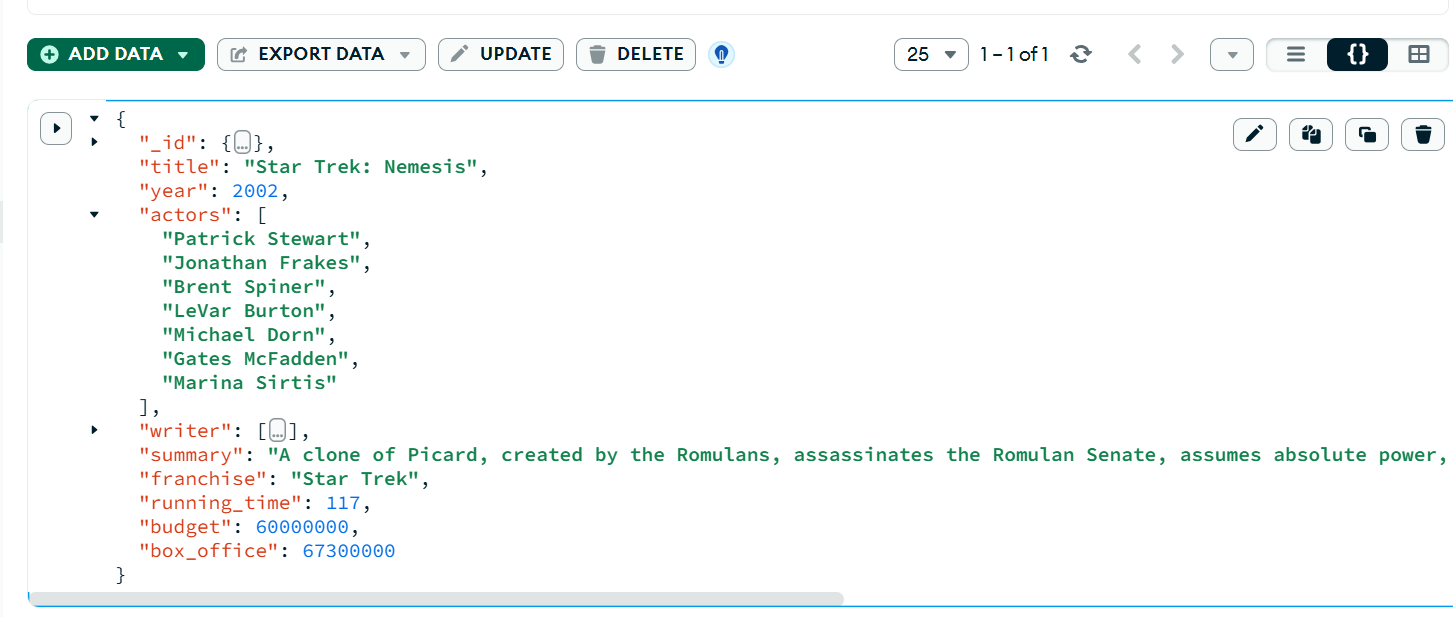 ADD DATA EXPORT DATA UPDATE DELETE 25 1 – 1 of 1 {}
{
"_id": {…},
"title": "Star Trek: Nemesis",
"year": 2002,
"actors": [
"Patrick Stewart",
"Jonathan Frakes",
"Brent Spiner",
"LeVar Burton",
"Michael Dorn",
"Gates McFadden",
"Marina Sirtis"
],
"writer": […],
"summary": "A clone of Picard, created by the Romulans, assassinates the Romulan Senate, assumes absolute power,
"franchise": "Star Trek",
"running_time": 117,
"budget": 60000000,
"box_office": 67300000
}